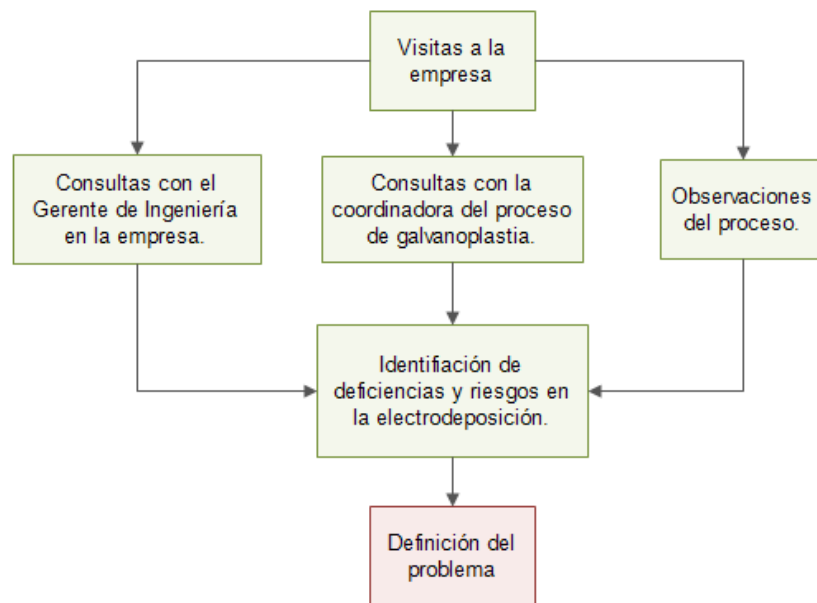 Visitas a la
empresa
Consultas con el
Gerente de Ingeniería
en la empresa.
Consultas con la
coordinadora del proceso
de galvanoplastia.
Observaciones
del proceso.
Identifiación de
deficiencias y riesgos en
la electrodeposición.
Definición del
problema